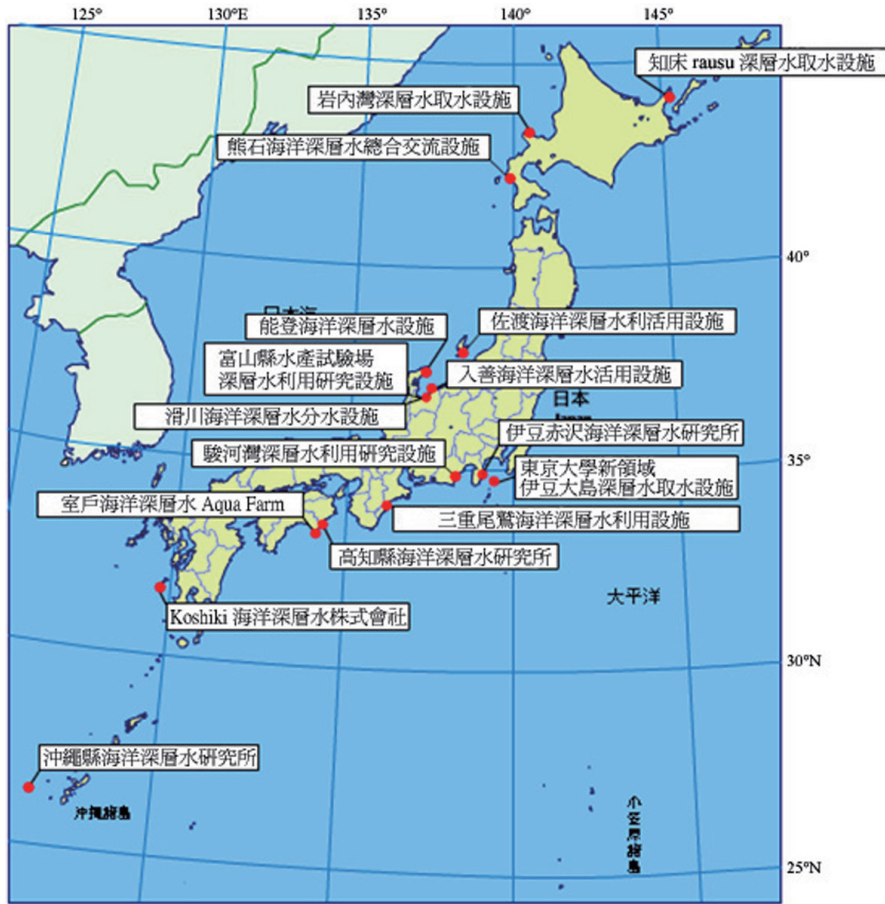 125°
130°E
135°
140°
145°
知床 rausu 深層水取水設施
岩內灣深層水取水設施
熊石海洋深層水總合交流設施
40°
日本海
能登海洋深層水設施
佐渡海洋深層水利活用設施
富山縣水產試驗場
深層水利用研究設施
入善海洋深層水活用設施
滑川海洋深層水分水設施
日本
Japan
伊豆赤沢海洋深層水研究所
35°
駿河灣深層水利用研究設施
東京大學新領域
伊豆大島深層水取水設施
室戶海洋深層水 Aqua Farm
三重尾鷲海洋深層水利用設施
高知縣海洋深層水研究所
大平洋
Koshiki 海洋深層水株式會社
30°N
沖繩縣海洋深層水研究所
沖縄諸島
小笠原諸島
25°N